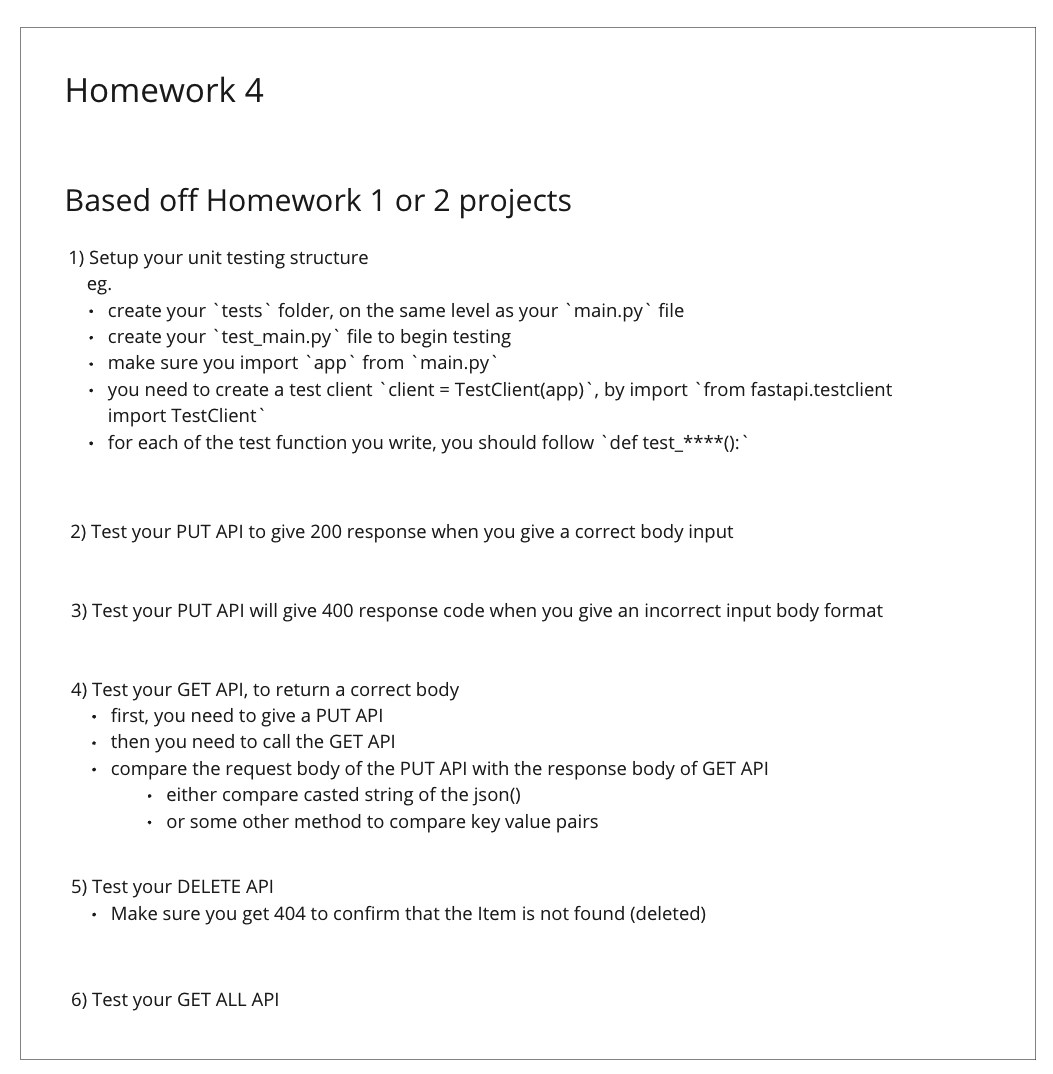 Homework 4
Based off Homework 1 or 2 projects
1) Setup your unit testing structure
eg.
• create your `tests` folder, on the same level as your `main.py` file
• create your `test_main.py` file to begin testing
• make sure you import `app` from `main.py`
• you need to create a test client `client = TestClient(app)`, by import `from fastapi.testclient
import TestClient`
• for each of the test function you write, you should follow `def test_****():`
2) Test your PUT API to give 200 response when you give a correct body input
3) Test your PUT API will give 400 response code when you give an incorrect input body format
4) Test your GET API, to return a correct body
• first, you need to give a PUT API
• then you need to call the GET API
• compare the request body of the PUT API with the response body of GET API
• either compare casted string of the json()
• or some other method to compare key value pairs
5) Test your DELETE API
• Make sure you get 404 to confirm that the Item is not found (deleted)
6) Test your GET ALL API